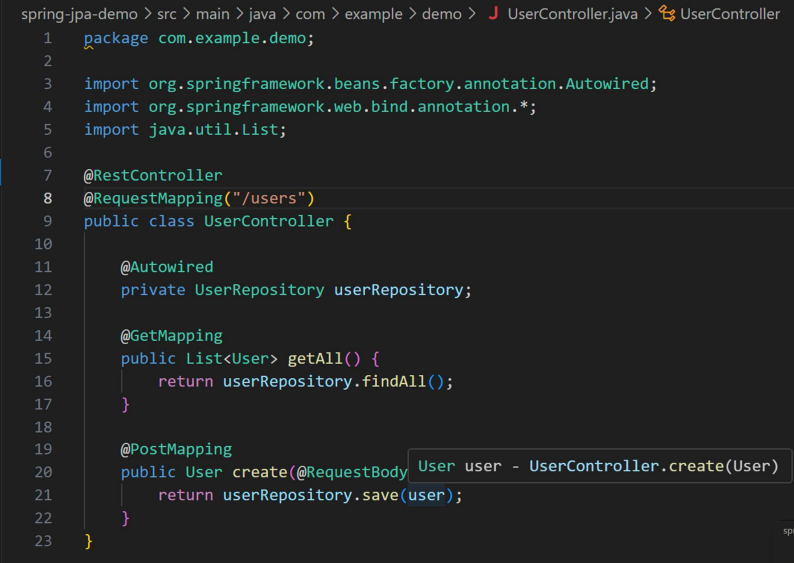 spring-jpa-demo > src > main > java > com > example > demo > J UserController.java > UserController
1 package com.example.demo;
2
3 import org.springframework.beans.factory.annotation.Autowired;
4 import org.springframework.web.bind.annotation.*;
5 import java.util.List;
6
7 @RestController
8 @RequestMapping("/users")
9 public class UserController {
10
11     @Autowired
12     private UserRepository userRepository;
13
14     @GetMapping
15     public List<User> getAll() {
16         return userRepository.findAll();
17     }
18
19     @PostMapping
20     public User create(@RequestBody
User user - UserController.create(User)
21         return userRepository.save(user);
22     }
23 }